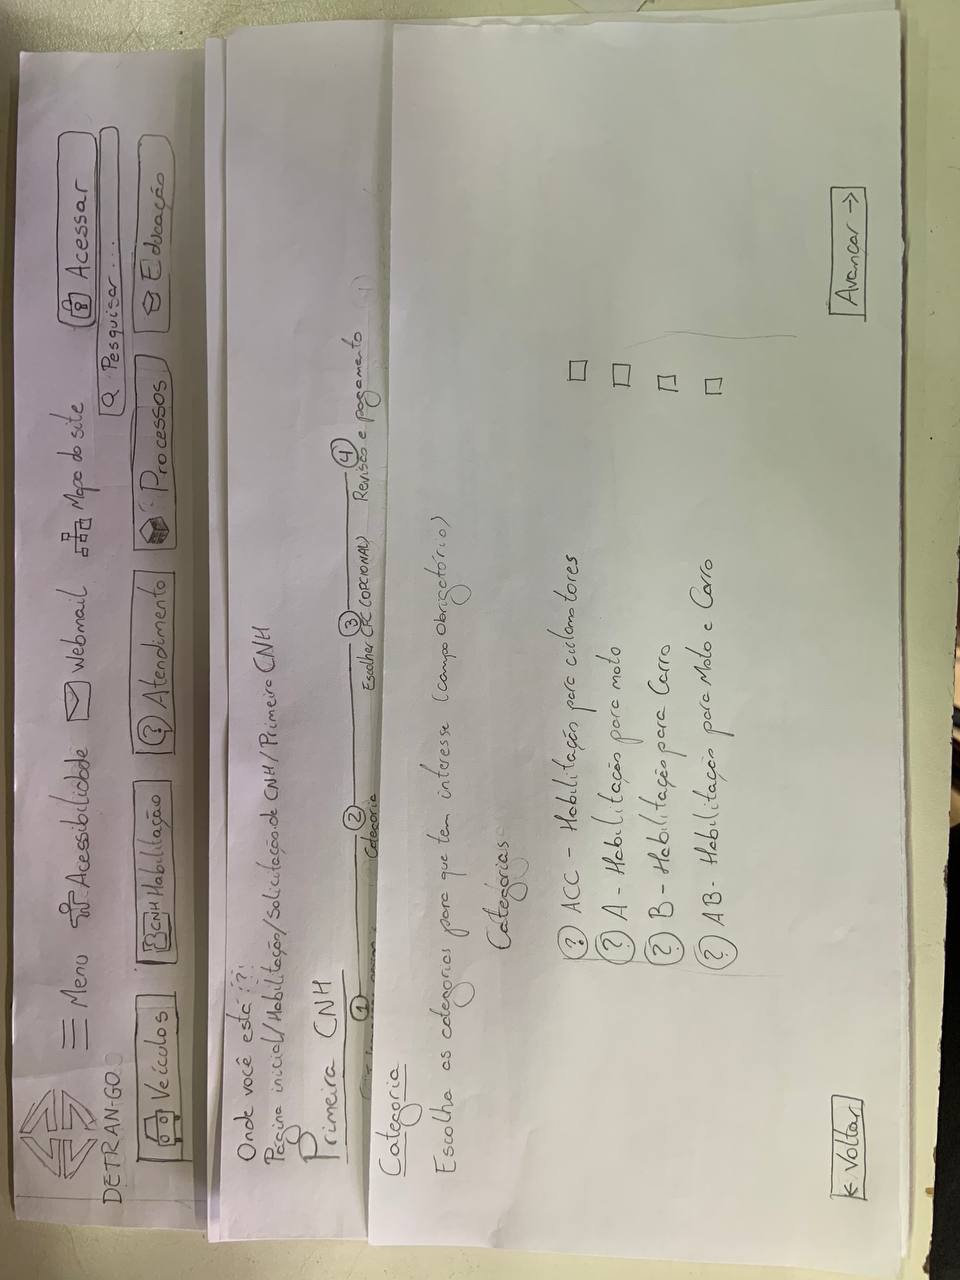 Menu Acessibilidade Webmail Mapa do site Acessar
DETRAN-GO
Pesquisar ...
Veículos CNH Habilitação ? Atendimento Processos Educação
Onde você está ?!
Página inicial/Habilitação/Solicitação de CNH/Primeira CNH
Primeira CNH
1 2 3 4
Categoria Escolher CFC (OPCIONAL) Revisão e pagamento
Categoria
Escolha as categorias para que tem interesse (campo obrigatório)
Categorias
? ACC - Habilitação para ciclomotores
? A - Habilitação para moto
? B - Habilitação para Carro
? AB - Habilitação para Moto e Carro
← Voltar Avançar →